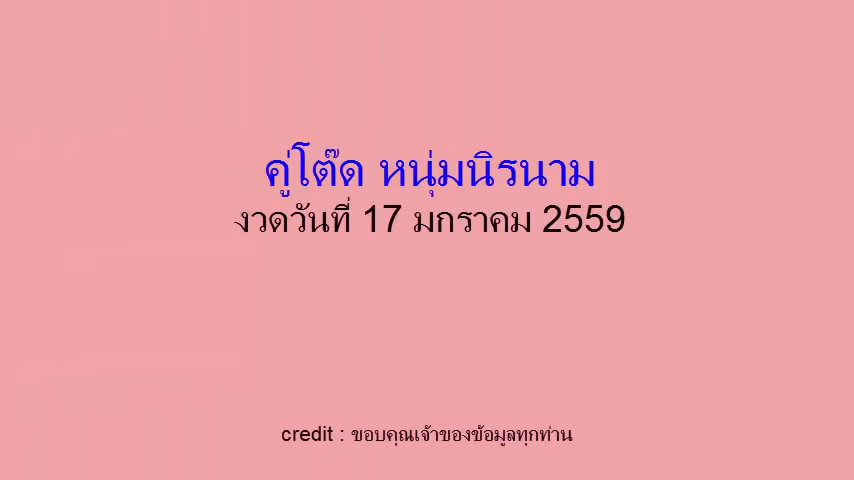 คู่โต๊ด หนุ่มนิรนาม
งวดวันที่ 17 มกราคม 2559
credit : ขอบคุณเจ้าของข้อมูลทุกท่าน